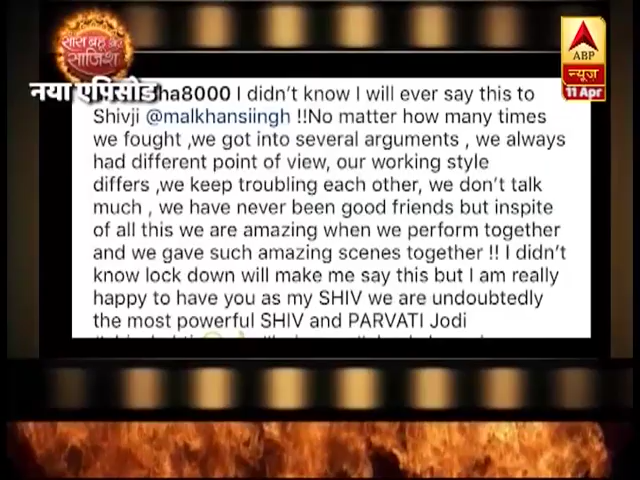 सास बहू और
साजिश
ABP
न्यूज़
11 Apr
नया एपिसोड
ha8000 I didn't know I will ever say this to
Shivji @malkhansiingh !!No matter how many times
we fought ,we got into several arguments , we always
had different point of view, our working style
differs ,we keep troubling each other, we don't talk
much , we have never been good friends but inspite
of all this we are amazing when we perform together
and we gave such amazing scenes together !! I didn't
know lock down will make me say this but I am really
happy to have you as my SHIV we are undoubtedly
the most powerful SHIV and PARVATI Jodi